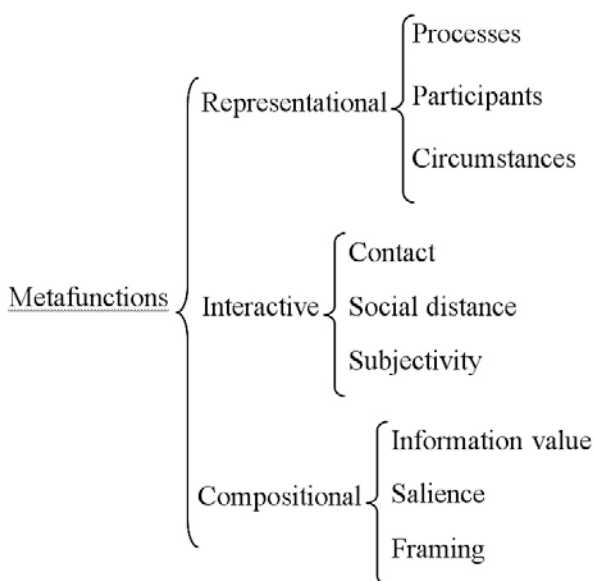 Metafunctions
Representational
Processes
Participants
Circumstances
Interactive
Contact
Social distance
Subjectivity
Compositional
Information value
Salience
Framing